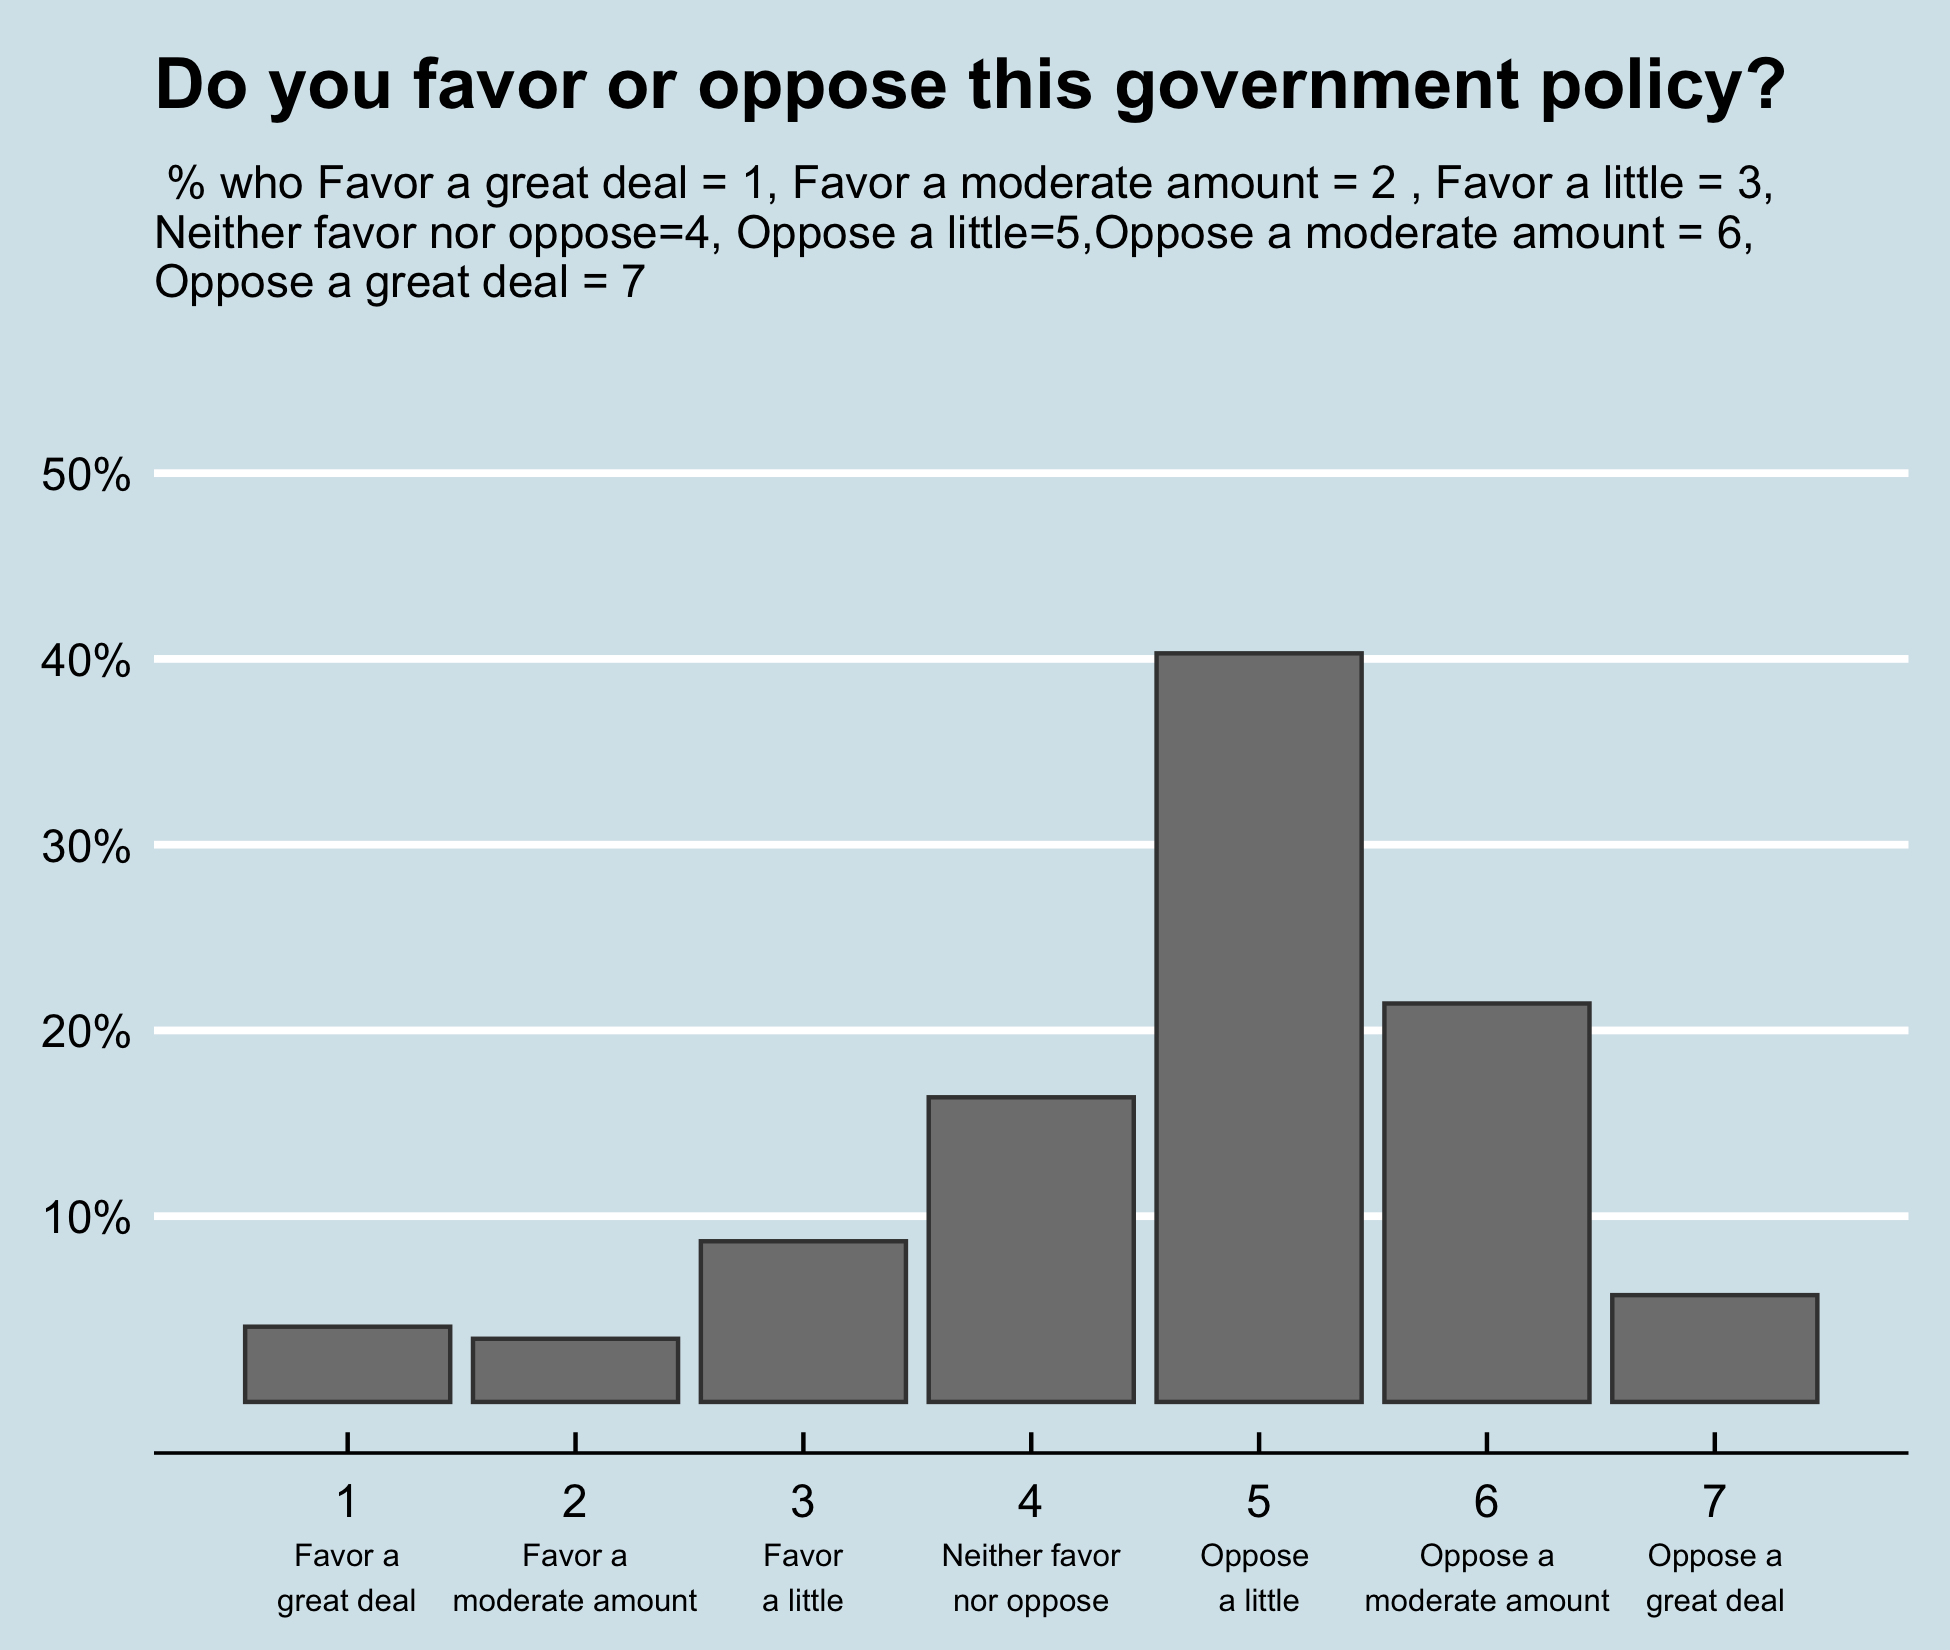 Do you favor or oppose this government policy?
% who Favor a great deal = 1, Favor a moderate amount = 2 , Favor a little = 3,
Neither favor nor oppose=4, Oppose a little=5,Oppose a moderate amount = 6,
Oppose a great deal = 7
50%
40%
30%
20%
10%
1 2 3 4 5 6 7
Favor a Favor a Favor Neither favor Oppose Oppose a Oppose a
great deal moderate amount a little nor oppose a little moderate amount great deal